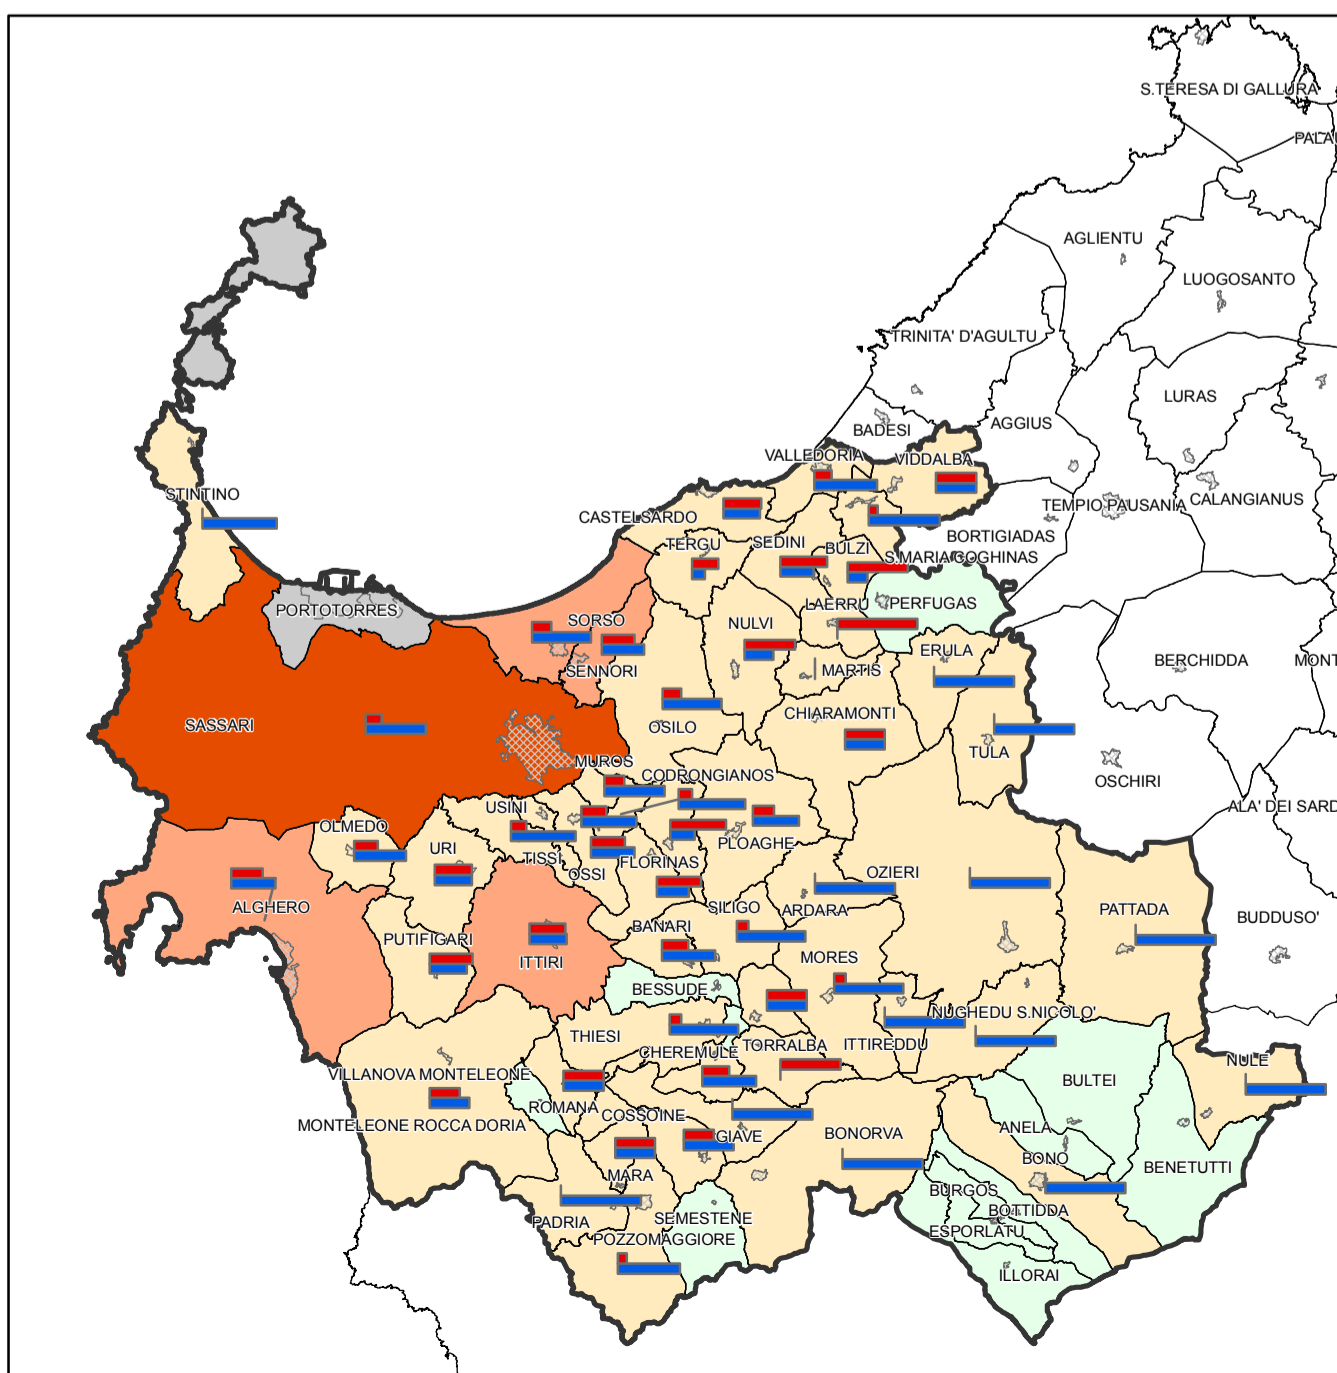 S.TERESA DI GALLURA
PALAU
AGLIENTU
LUOGOSANTO
TRINITA' D'AGULTU
LURAS
AGGIUS
BADESI
VALLEDORIA
VIDDALBA
STINTINO
CALANGIANUS
TEMPIO PAUSANIA
CASTELSARDO
BORTIGIADAS
TERGU
SEDINI
BULZI
S.MARIA COGHINAS
PORTOTORRES
LAERRU
PERFUGAS
SORSO
NULVI
ERULA
BERCHIDDA
MONT
SENNORI
MARTIS
CHIARAMONTI
SASSARI
OSILO
TULA
MUROS
CODRONGIANOS
OSCHIRI
USINI
ALA' DEI SARD
OLMEDO
URI
TISSI
OSSI
FLORINAS
PLOAGHE
OZIERI
ALGHERO
SILIGO
ARDARA
PATTADA
BUDDUSO'
PUTIFIGARI
BANARI
ITTIRI
MORES
BESSUDE
NUGHEDU S.NICOLO'
THIESI
CHEREMULE
TORRALBA
ITTIREDDU
NULE
VILLANOVA MONTELEONE
BULTEI
ROMANA
COSSOINE
MONTELEONE ROCCA DORIA
GIAVE
BONORVA
ANELA
BONO
BENETUTTI
MARA
BURGOS
BOTTIDDA
PADRIA
SEMESTENE
ESPORLATU
POZZOMAGGIORE
ILLORAI